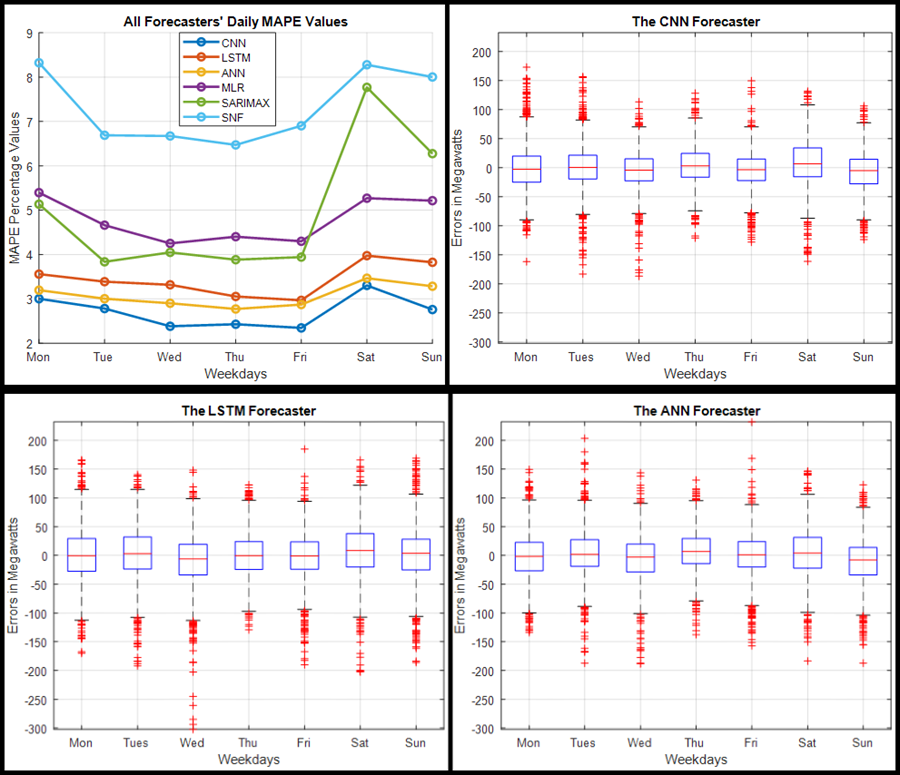 All Forecasters' Daily MAPE Values
MAPE Percentage Values
9
8
7
6
5
4
3
2
CNN
LSTM
ANN
MLR
SARIMAX
SNF
Mon Tue Wed Thu Fri Sat Sun
Weekdays
The CNN Forecaster
Errors in Megawatts
200
150
100
50
0
-50
-100
-150
-200
-250
-300
Mon Tues Wed Thu Fri Sat Sun
Weekdays
The LSTM Forecaster
Errors in Megawatts
200
150
100
50
0
-50
-100
-150
-200
-250
-300
Mon Tues Wed Thu Fri Sat Sun
Weekdays
The ANN Forecaster
Errors in Megawatts
200
150
100
50
0
-50
-100
-150
-200
-250
-300
Mon Tues Wed Thu Fri Sat Sun
Weekdays